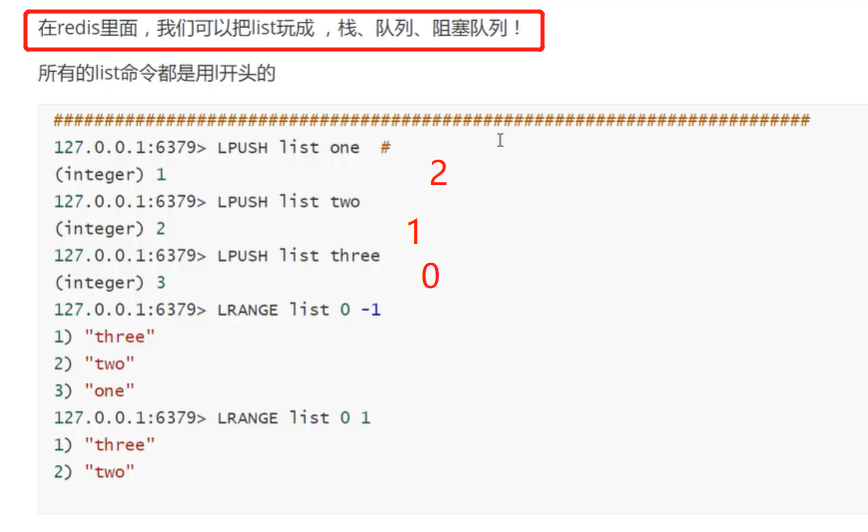 在redis里面，我们可以把list玩成 ，栈、队列、阻塞队列！
所有的list命令都是用l开头的
##########################################################################
127.0.0.1:6379> LPUSH list one  #
2
(integer) 1
127.0.0.1:6379> LPUSH list two
(integer) 2
1
127.0.0.1:6379> LPUSH list three
0
(integer) 3
127.0.0.1:6379> LRANGE list 0 -1
1) "three"
2) "two"
3) "one"
127.0.0.1:6379> LRANGE list 0 1
1) "three"
2) "two"